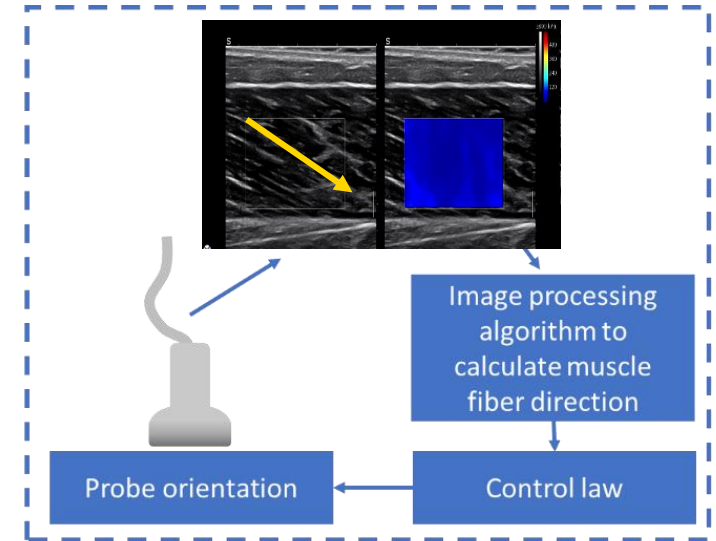 S
S
Image processing
algorithm to
calculate muscle
fiber direction
Probe orientation
Control law